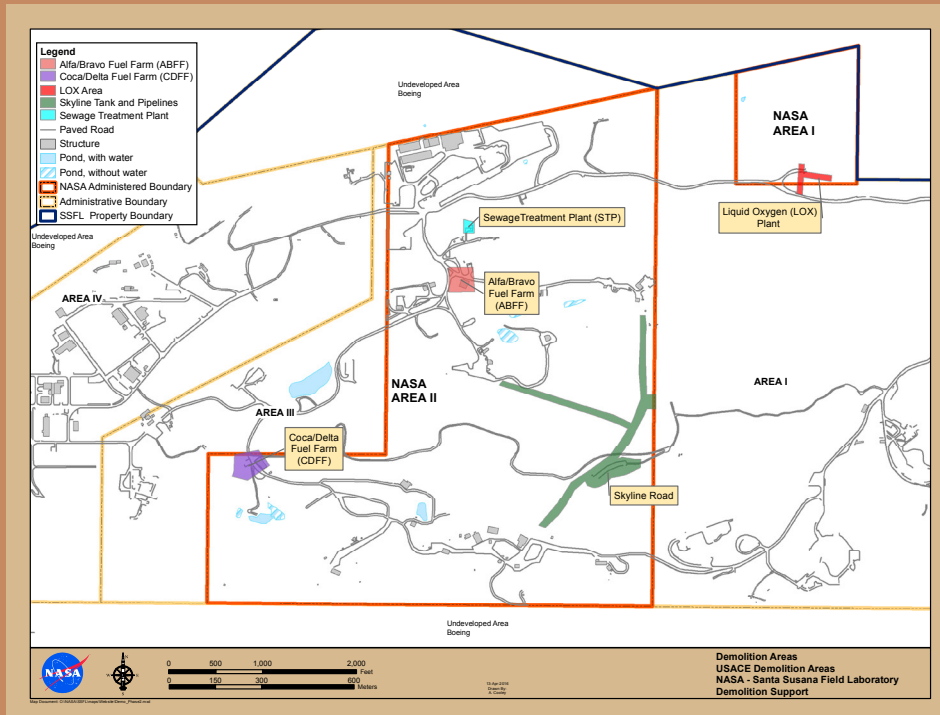 Legend
Alfa/Bravo Fuel Farm (ABFF)
Coca/Delta Fuel Farm (CDFF)
LOX Area
Skyline Tank and Pipelines
Sewage Treatment Plant
Paved Road
Structure
Pond, with water
Pond, without water
NASA Administered Boundary
Administrative Boundary
SSFL Property Boundary
Undeveloped Area
Boeing
NASA
AREA I
Liquid Oxygen (LOX)
Plant
SewageTreatment Plant (STP)
Undeveloped Area
Boeing
Alfa/Bravo
Fuel Farm
(ABFF)
AREA IV
NASA
AREA II
AREA I
AREA III
Coca/Delta
Fuel Farm
(CDFF)
Skyline Road
Undeveloped Area
Boeing
NASA
N
0 500 1,000 2,000
Feet
0 150 300 600
Meters
Drawn By:
Demolition Areas
USACE Demolition Areas
NASA - Santa Susana Field Laboratory
Demolition Support